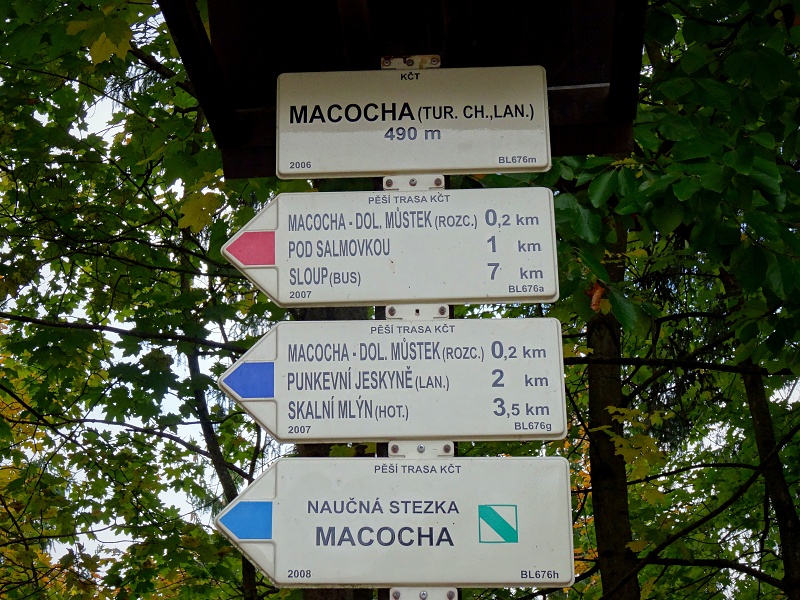 KČT
MACOCHA (TUR. CH.,LAN.)
490 m
2006 BL676m
PĚŠÍ TRASA KČT
MACOCHA - DOL. MŮSTEK (ROZC.) 0,2 km
POD SALMOVKOU 1 km
SLOUP (BUS) 7 km
2007 BL676a
PĚŠÍ TRASA KČT
MACOCHA - DOL. MŮSTEK (ROZC.) 0,2 km
PUNKEVNÍ JESKYNĚ (LAN.) 2 km
SKALNÍ MLÝN (HOT.) 3,5 km
2007 BL676g
PĚŠÍ TRASA KČT
NAUČNÁ STEZKA
MACOCHA
2008 BL676h